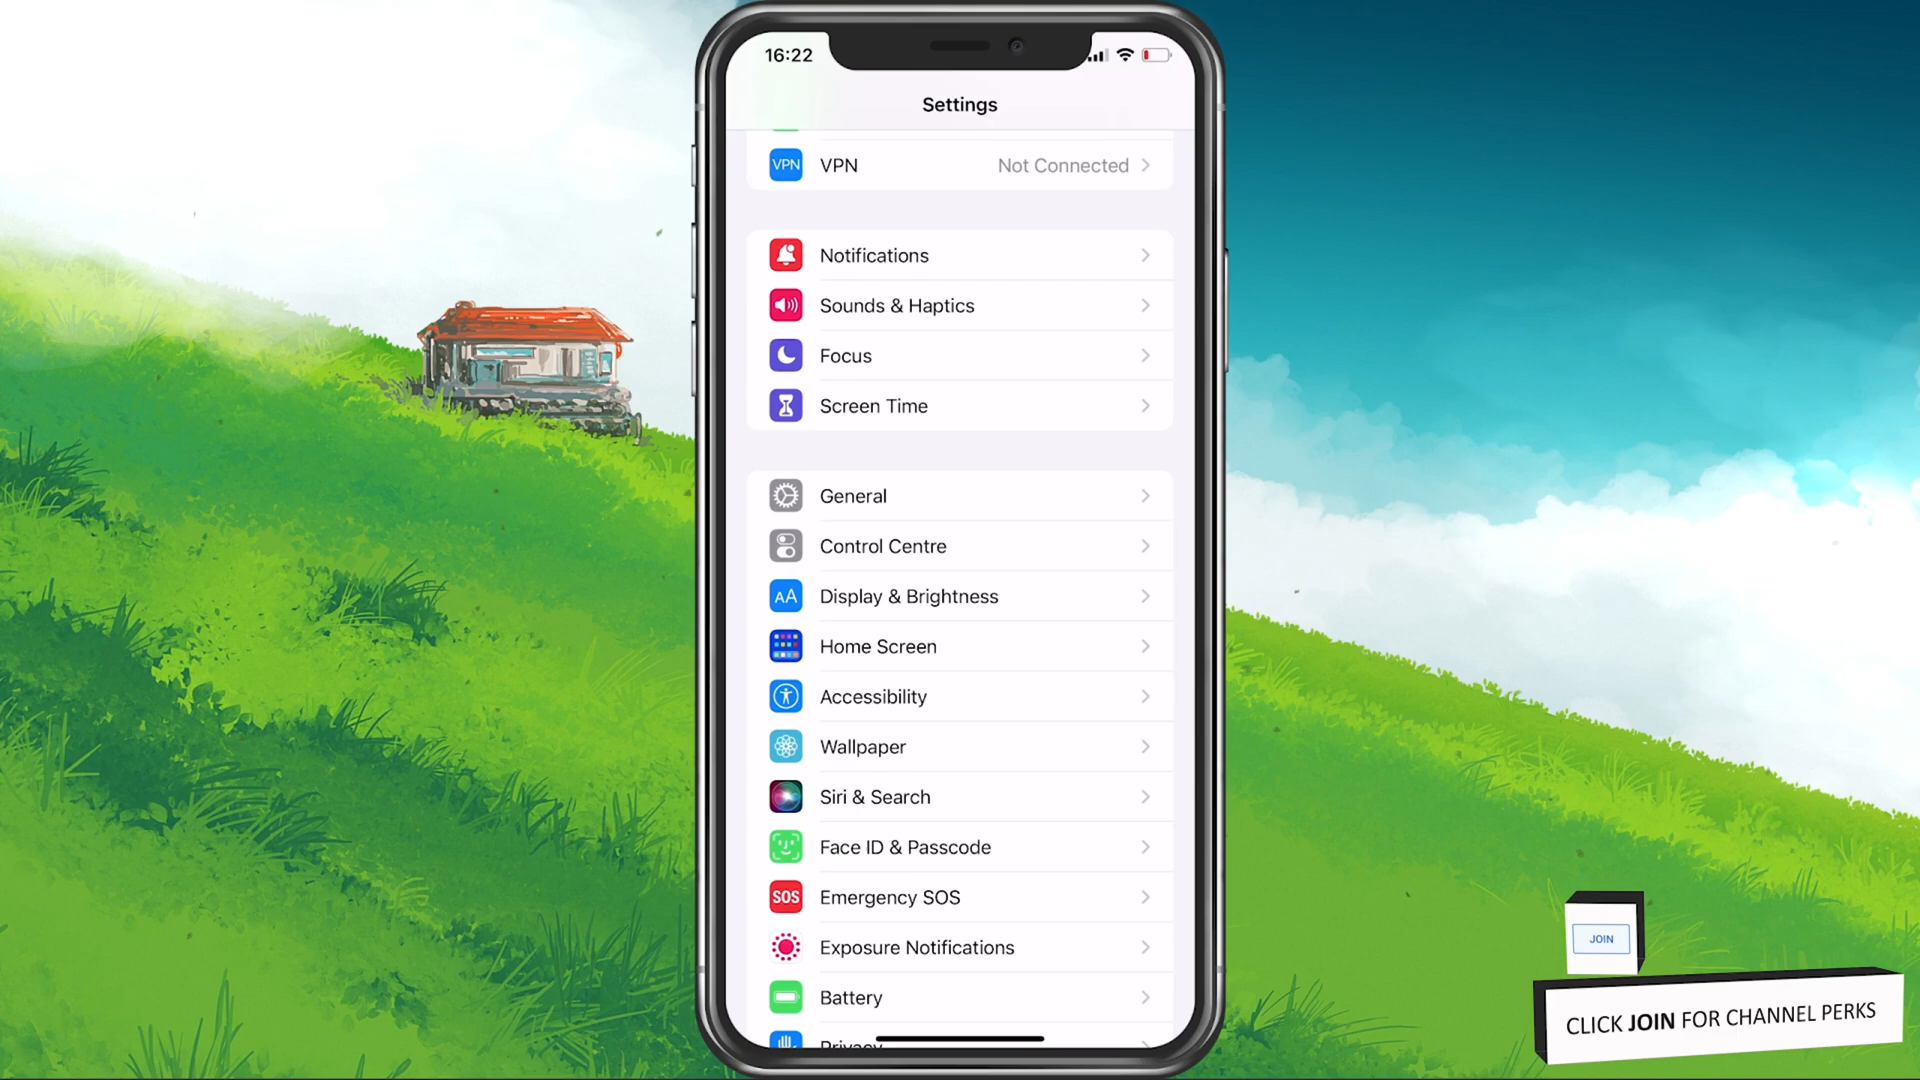 16:22
Settings
VPN
VPN Not Connected
Notifications
Sounds & Haptics
Focus
Screen Time
General
Control Centre
AA Display & Brightness
Home Screen
Accessibility
Wallpaper
Siri & Search
Face ID & Passcode
SOS Emergency SOS
Exposure Notifications
Battery
Privacy
JOIN
CLICK JOIN FOR CHANNEL PERKS